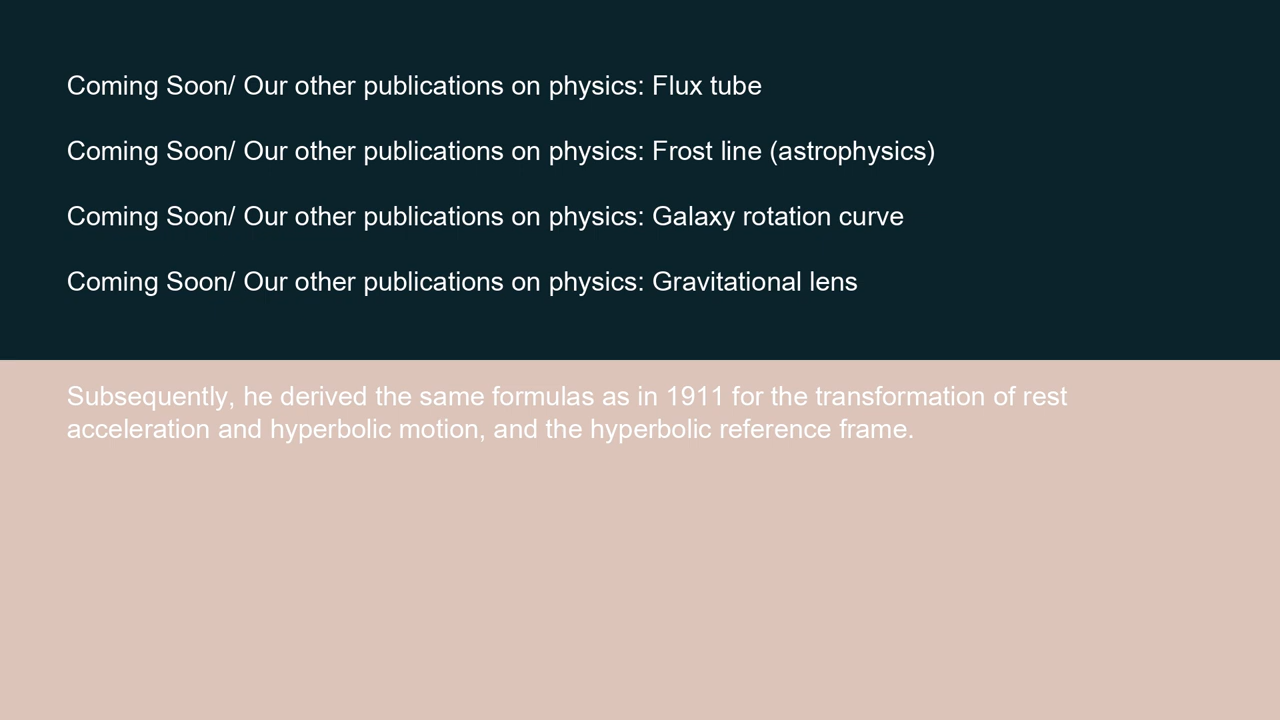 Coming Soon/ Our other publications on physics: Flux tube
Coming Soon/ Our other publications on physics: Frost line (astrophysics)
Coming Soon/ Our other publications on physics: Galaxy rotation curve
Coming Soon/ Our other publications on physics: Gravitational lens
Subsequently, he derived the same formulas as in 1911 for the transformation of rest
acceleration and hyperbolic motion, and the hyperbolic reference frame.